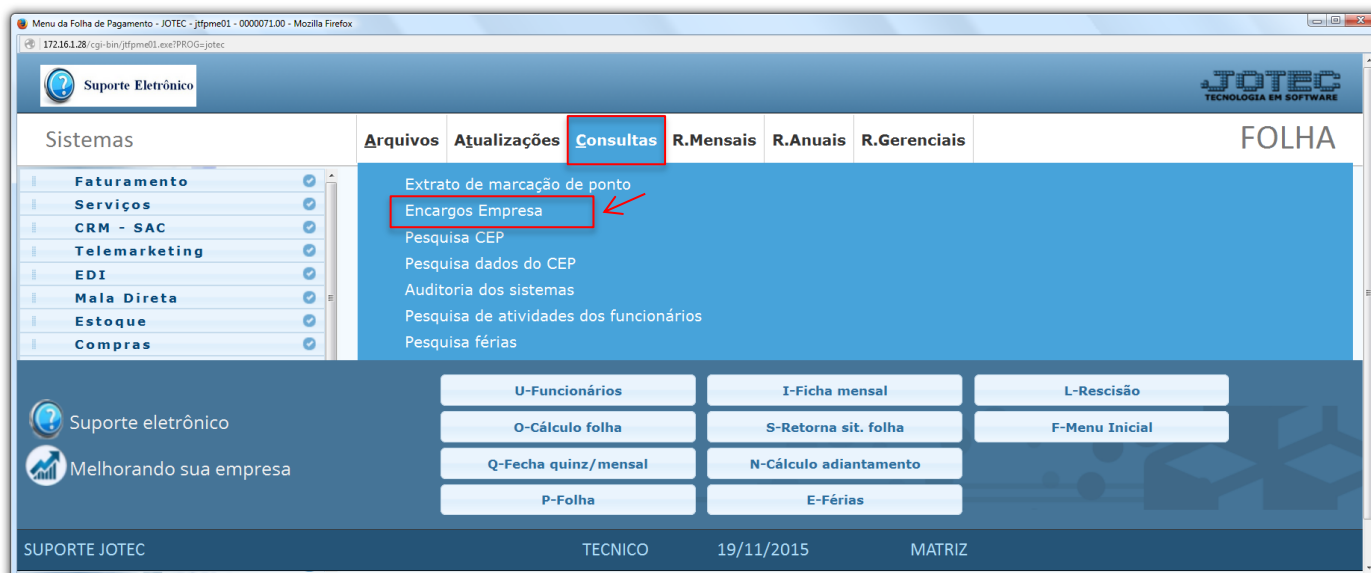 Menu da Folha de Pagamento - JOTEC - jtfpme01 - 0000071.00 - Mozilla Firefox
172.16.1.28/cgi-bin/jtfpme01.exe?PROG=jotec
Suporte Eletrônico
JOTEC
TECNOLOGIA EM SOFTWARE
Sistemas
Arquivos Atualizações Consultas R.Mensais R.Anuais R.Gerenciais
FOLHA
Faturamento
Serviços
CRM - SAC
Telemarketing
EDI
Mala Direta
Estoque
Compras
Extrato de marcação de ponto
Encargos Empresa
Pesquisa CEP
Pesquisa dados do CEP
Auditoria dos sistemas
Pesquisa de atividades dos funcionários
Pesquisa férias
Suporte eletrônico
Melhorando sua empresa
U-Funcionários I-Ficha mensal L-Rescisão
O-Cálculo folha S-Retorna sit. folha F-Menu Inicial
Q-Fecha quinz/mensal N-Cálculo adiantamento
P-Folha E-Férias
SUPORTE JOTEC TECNICO 19/11/2015 MATRIZ